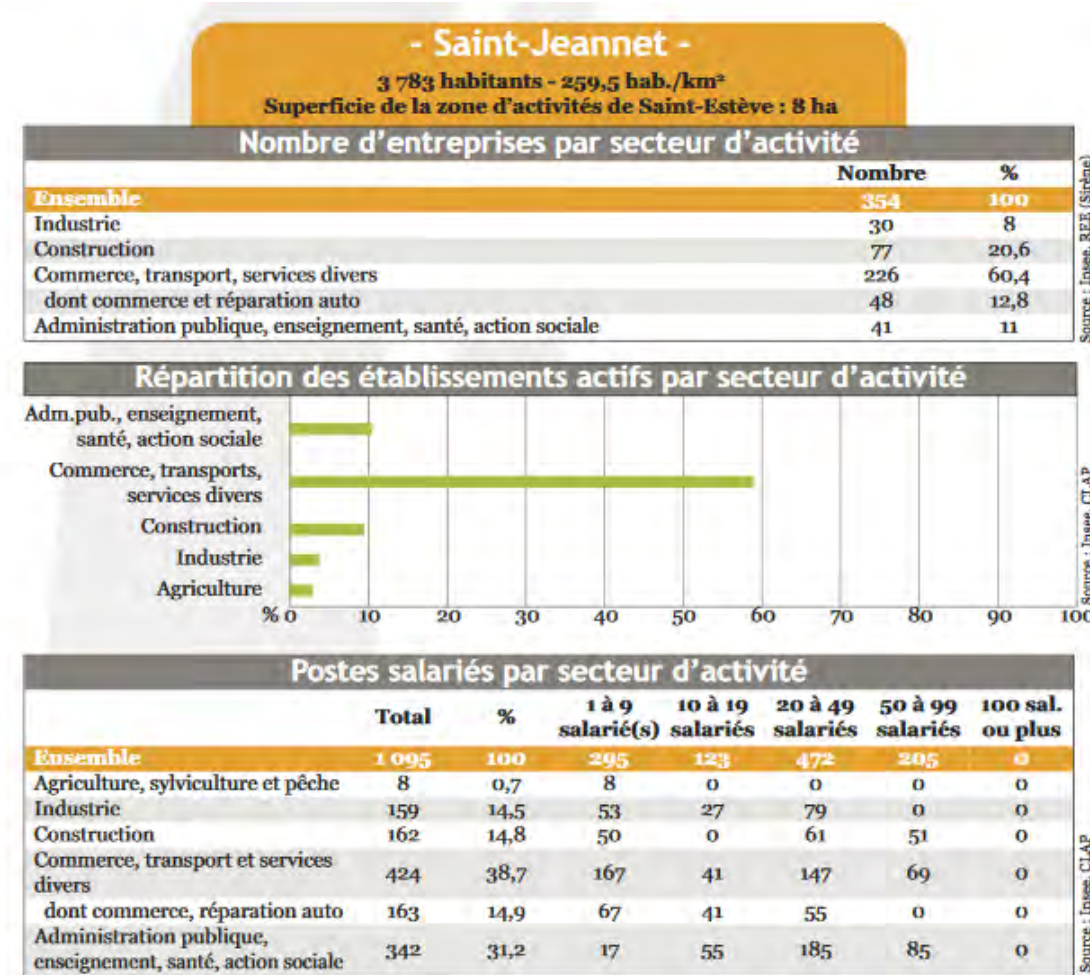 - Saint-Jeannet -
3 783 habitants - 259,5 hab./km²
Superficie de la zone d'activités de Saint-Estève : 8 ha
Nombre d'entreprises par secteur d'activité
Nombre %
Ensemble 354 100
Industrie 30 8
Construction 77 20,6
Commerce, transport, services divers 226 60,4
dont commerce et réparation auto 48 12,8
Administration publique, enseignement, santé, action sociale 41 11
Source : Insee, REE (Sirène)
Répartition des établissements actifs par secteur d'activité
Adm.pub., enseignement,
santé, action sociale
Commerce, transports,
services divers
Construction
Industrie
Agriculture
% 0 10 20 30 40 50 60 70 80 90 100
Source : Insee, CLAP
Postes salariés par secteur d'activité
Total % 1 à 9 salarié(s) 10 à 19 salariés 20 à 49 salariés 50 à 99 salariés 100 sal. ou plus
Ensemble 1 095 100 295 123 472 205 0
Agriculture, sylviculture et pêche 8 0,7 8 0 0 0 0
Industrie 159 14,5 53 27 79 0 0
Construction 162 14,8 50 0 61 51 0
Commerce, transport et services
divers 424 38,7 167 41 147 69 0
dont commerce, réparation auto 163 14,9 67 41 55 0 0
Administration publique,
enseignement, santé, action sociale 342 31,2 17 55 185 85 0
Source : Insee, CLAP